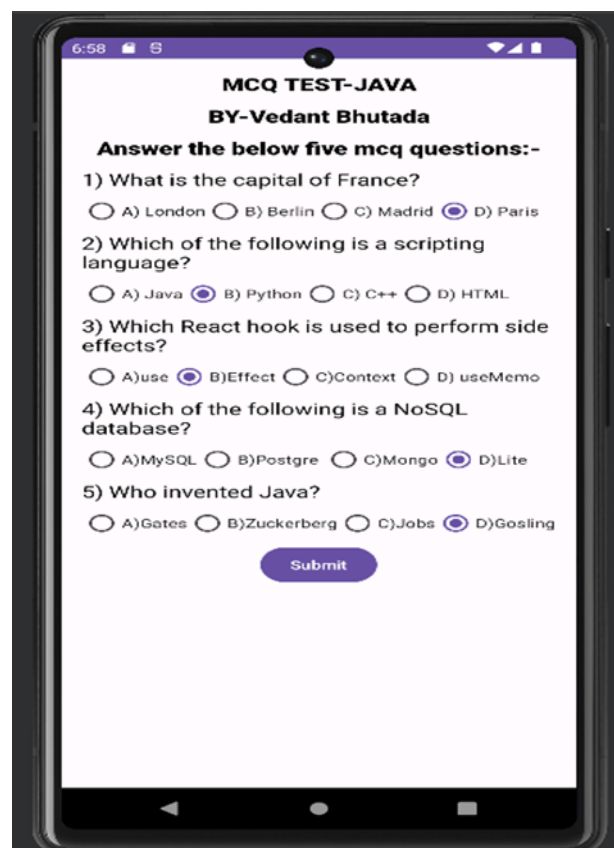 6:58
MCQ TEST-JAVA
BY-Vedant Bhutada
Answer the below five mcq questions:-
1) What is the capital of France?
A) London B) Berlin C) Madrid D) Paris
2) Which of the following is a scripting
language?
A) Java B) Python C) C++ D) HTML
3) Which React hook is used to perform side
effects?
A)use B)Effect C)Context D) useMemo
4) Which of the following is a NoSQL
database?
A)MySQL B)Postgre C)Mongo D)Lite
5) Who invented Java?
A)Gates B)Zuckerberg C)Jobs D)Gosling
Submit